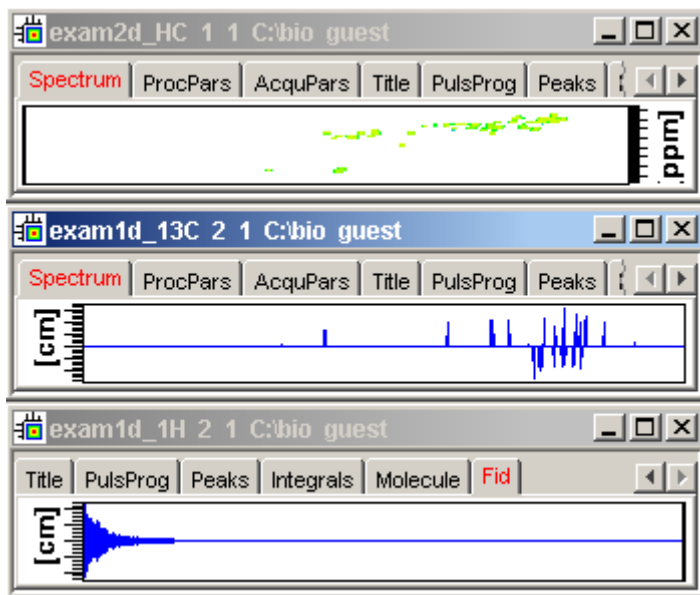 exam2d_HC 1 1 C:\bio guest
Spectrum ProcPars AcquPars Title PulsProg Peaks
ppm]
exam1d_13C 2 1 C:\bio guest
Spectrum ProcPars AcquPars Title PulsProg Peaks
[cm]
exam1d_1H 2 1 C:\bio guest
Title PulsProg Peaks Integrals Molecule Fid
[cm]